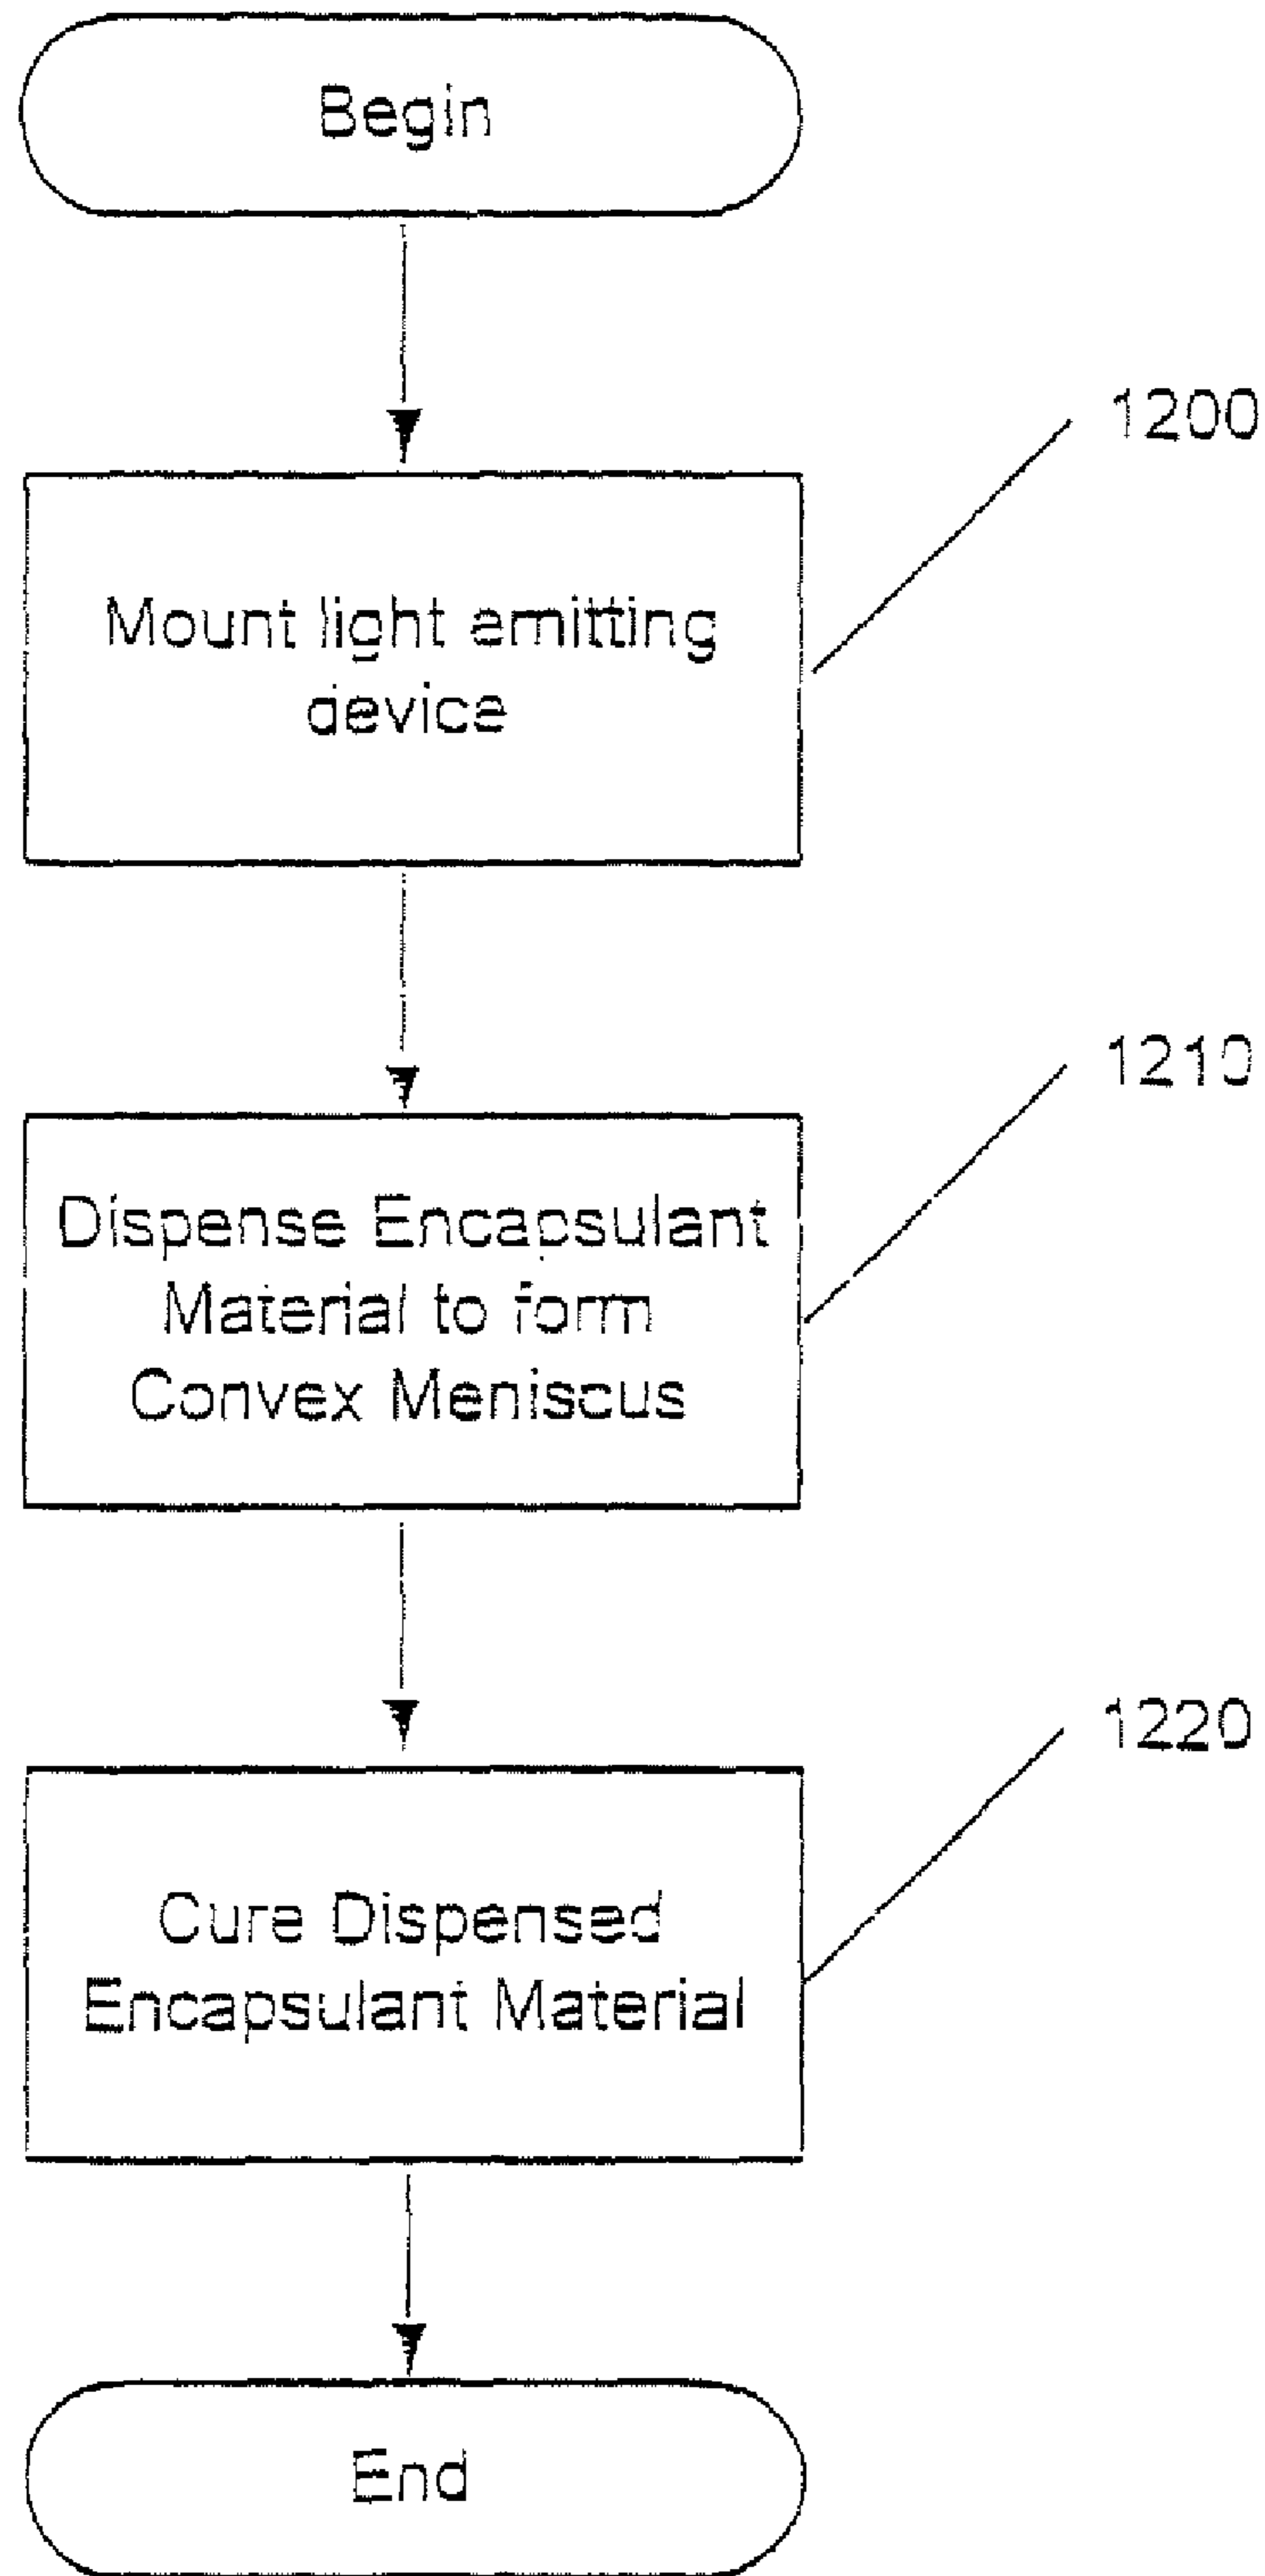 Begin
1200
Mount light emitting
device
1210
Dispense Encapsulant
Material to form
Convex Meniscus
1220
Cure Dispensed
Encapsulant Material
End